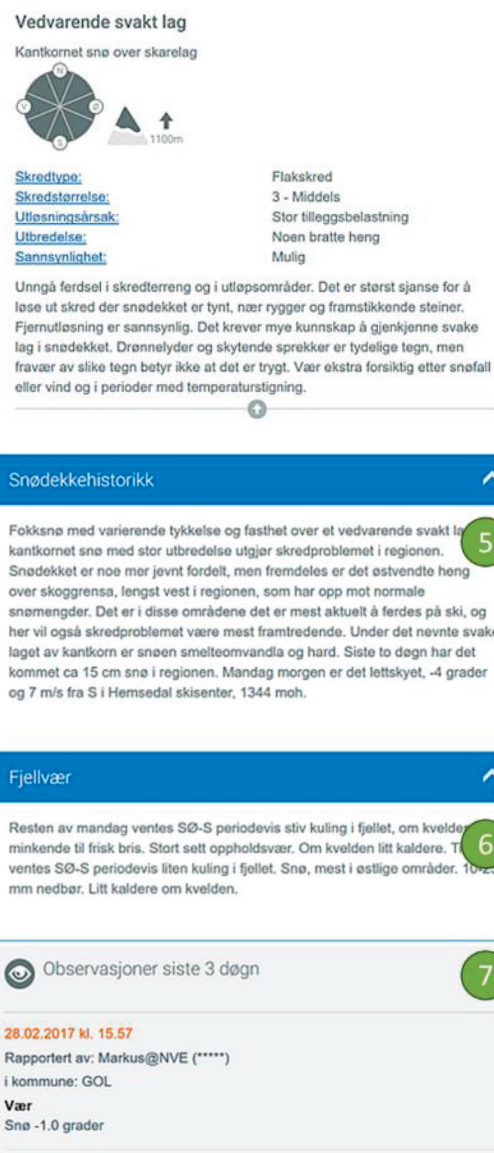 Vedvarende svakt lag
Kantkornet snø over skarelag
N
V
Ø
S
1100m
Skredtype: Flakskred
Skredstørrelse: 3 - Middels
Utløsningsårsak: Stor tilleggsbelastning
Utbredelse: Noen bratte heng
Sannsynlighet: Mulig
Unngå ferdsel i skredterreng og i utløpsområder. Det er størst sjanse for å
løse ut skred der snødekket er tynt, nær rygger og framstikkende steiner.
Fjernutløsning er sannsynlig. Det krever mye kunnskap å gjenkjenne svake
lag i snødekket. Drønnelyder og skytende sprekker er tydelige tegn, men
fravær av slike tegn betyr ikke at det er trygt. Vær ekstra forsiktig etter snøfall
eller vind og i perioder med temperaturstigning.
Snødekkehistorikk
Fokksnø med varierende tykkelse og fasthet over et vedvarende svakt
5
kantkornet snø med stor utbredelse utgjør skredproblemet i regionen.
Snødekket er noe mer jevnt fordelt, men fremdeles er det østvendte heng
over skoggrensa, lengst vest i regionen, som har opp mot normale
snømengder. Det er i disse områdene det er mest aktuelt å ferdes på ski, og
her vil også skredproblemet være mest framtredende. Under det nevnte svake
laget av kantkorn er snøen smelteomvandla og hard. Siste to døgn har det
kommet ca 15 cm snø i regionen. Mandag morgen er det lettskyet, -4 grader
og 7 m/s fra S i Hemsedal skisenter, 1344 moh.
Fjellvær
Resten av mandag ventes SØ-S periodevis stiv kuling i fjellet, om
6
minkende til frisk bris. Stort sett oppholdsvær. Om kvelden litt kaldere.
ventes SØ-S periodevis liten kuling i fjellet. Snø, mest i østlige områder.
mm nedbør. Litt kaldere om kvelden.
Observasjoner siste 3 døgn
7
28.02.2017 kl. 15.57
Rapportert av: Markus@NVE (*****)
i kommune: GOL
Vær
Snø -1.0 grader